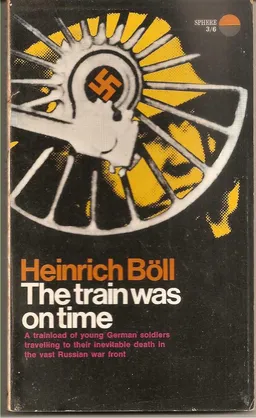 SPHERE
3/6
Heinrich Böll
The train was
on time
A trainload of young German soldiers
travelling to their inevitable death in
the vast Russian war front